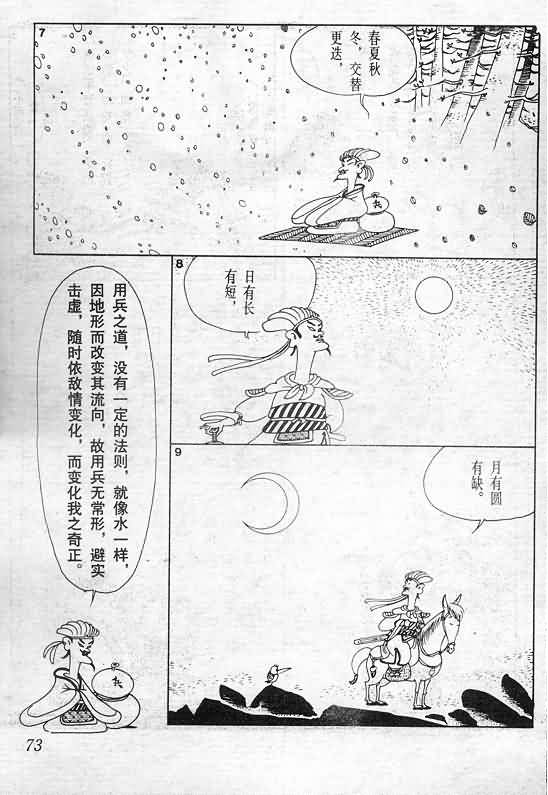 7
春夏秋
冬，交替
更迭，
8
日有长
有短，
9
月有圆
有缺。
用兵之道，没有一定的法则，就像水一样，
因地形而改变其流向，故用兵无常形，避实
击虚，随时依敌情变化，而变化我之奇正。
兵
兵
73